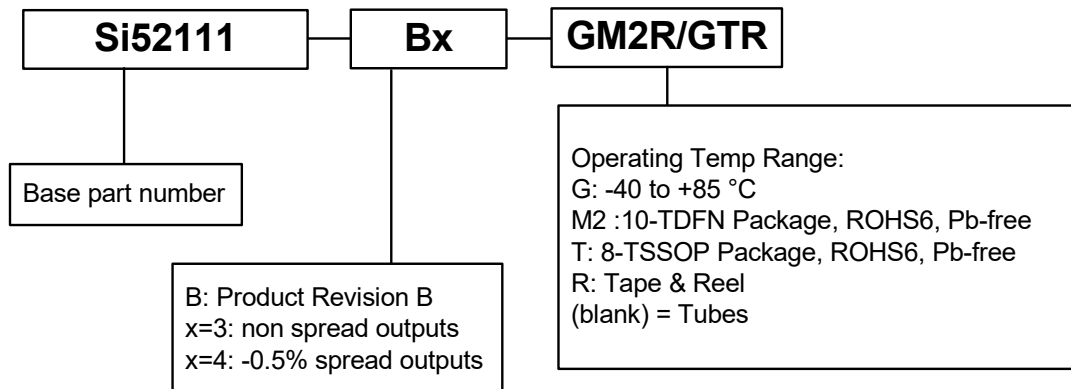 Si52111 Bx GM2R/GTR
Base part number
B: Product Revision B
x=3: non spread outputs
x=4: -0.5% spread outputs
Operating Temp Range:
G: -40 to +85 °C
M2 :10-TDFN Package, ROHS6, Pb-free
T: 8-TSSOP Package, ROHS6, Pb-free
R: Tape & Reel
(blank) = Tubes